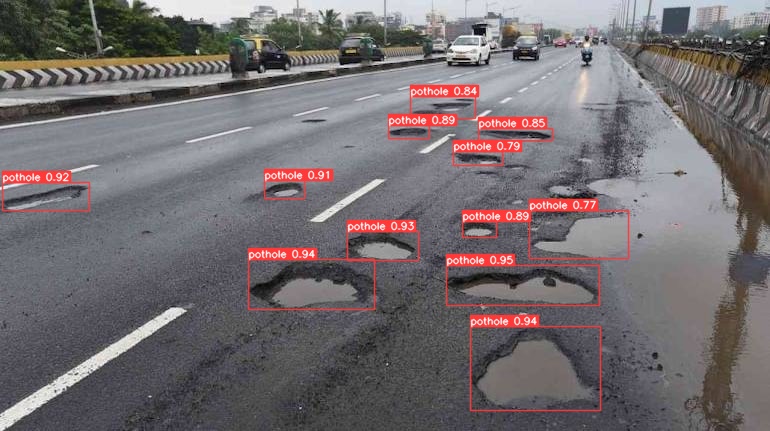 pothole 0.84
pothole 0.89
pothole 0.85
pothole 0.79
pothole 0.92
pothole 0.91
pothole 0.77
pothole 0.89
pothole 0.93
pothole 0.94
pothole 0.95
pothole 0.94